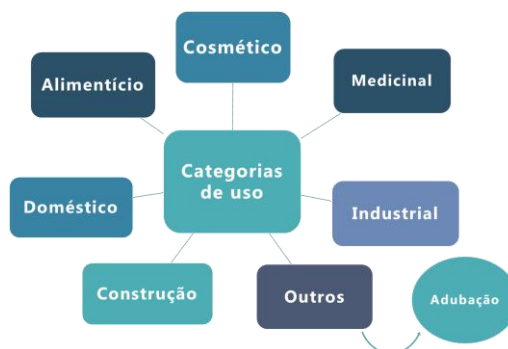 Cosmético
Alimentício
Medicinal
Categorias
de uso
Doméstico
Industrial
Construção
Outros
Adubação